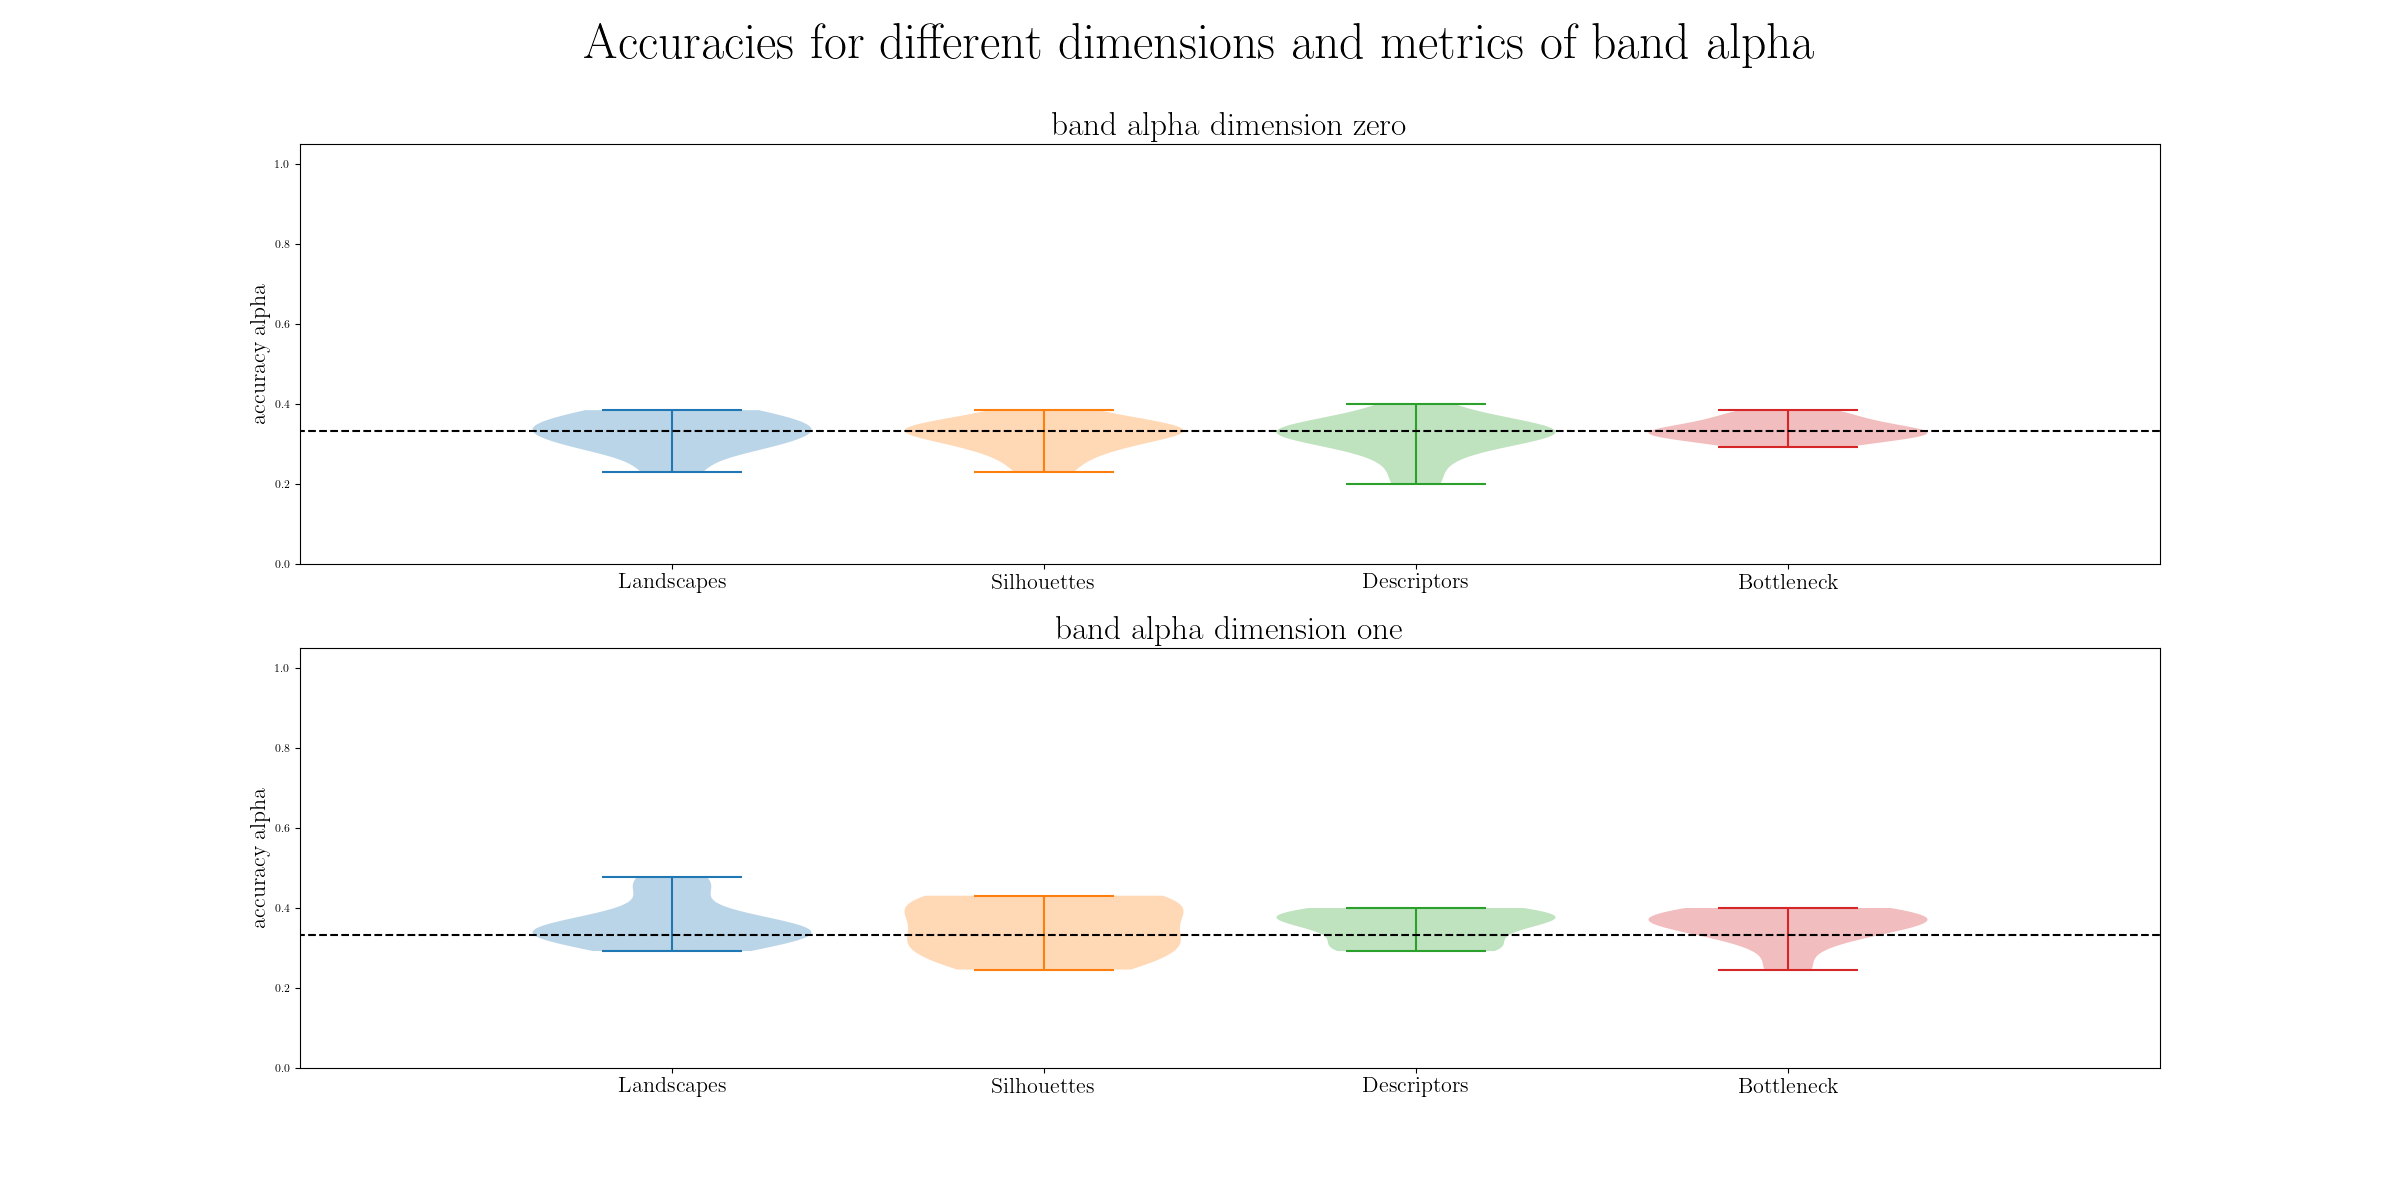 Accuracies for different dimensions and metrics of band alpha
band alpha dimension zero
1.0
0.8
0.6
0.4
0.2
0.0
accuracy alpha
Landscapes Silhouettes Descriptors Bottleneck
band alpha dimension one
1.0
0.8
0.6
0.4
0.2
0.0
accuracy alpha
Landscapes Silhouettes Descriptors Bottleneck